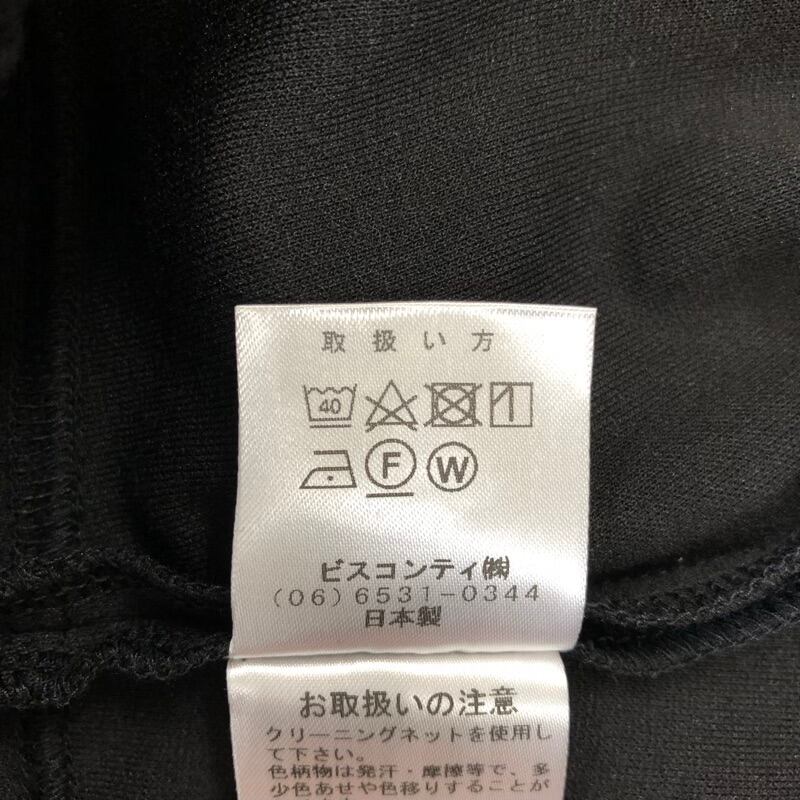 取扱い方
40
F W
ビスコンティ㈱
(06)6531-0344
日本製
お取扱いの注意
クリーニングネットを使用し
て下さい。
色柄物は発汗・摩擦等で、多
少色あせや色移りすることが